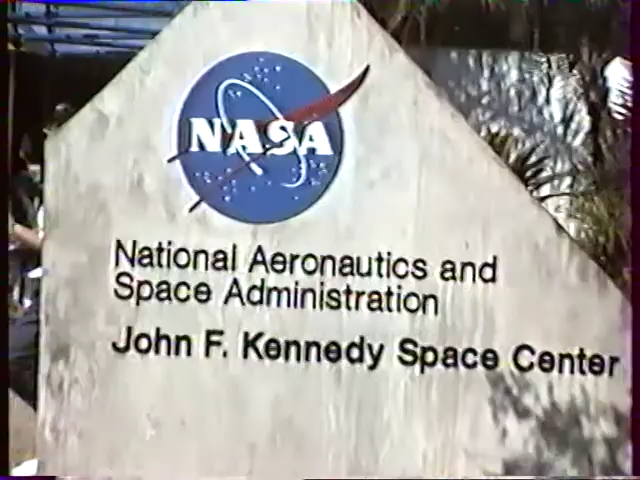 NASA
National Aeronautics and
Space Administration
John F. Kennedy Space Center